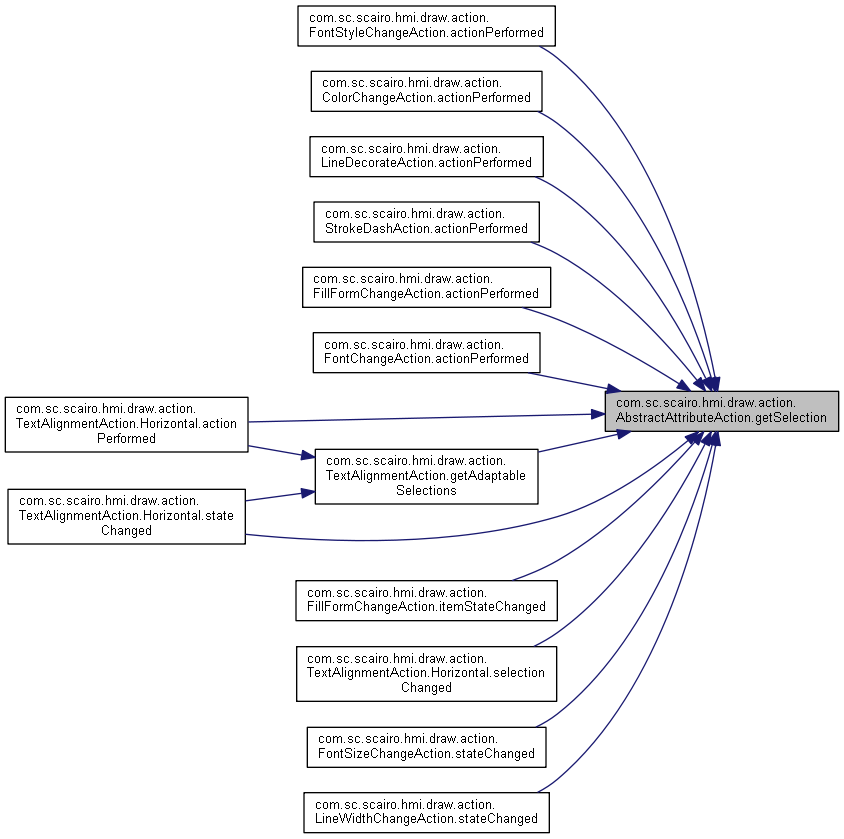 com.sc.scairo.hmi.draw.action.
FontStyleChangeAction.actionPerformed
com.sc.scairo.hmi.draw.action.
ColorChangeAction.actionPerformed
com.sc.scairo.hmi.draw.action.
LineDecorateAction.actionPerformed
com.sc.scairo.hmi.draw.action.
StrokeDashAction.actionPerformed
com.sc.scairo.hmi.draw.action.
FillFormChangeAction.actionPerformed
com.sc.scairo.hmi.draw.action.
FontChangeAction.actionPerformed
com.sc.scairo.hmi.draw.action.
AbstractAttributeAction.getSelection
com.sc.scairo.hmi.draw.action.
TextAlignmentAction.Horizontal.action
Performed
com.sc.scairo.hmi.draw.action.
TextAlignmentAction.getAdaptable
Selections
com.sc.scairo.hmi.draw.action.
TextAlignmentAction.Horizontal.state
Changed
com.sc.scairo.hmi.draw.action.
FillFormChangeAction.itemStateChanged
com.sc.scairo.hmi.draw.action.
TextAlignmentAction.Horizontal.selection
Changed
com.sc.scairo.hmi.draw.action.
FontSizeChangeAction.stateChanged
com.sc.scairo.hmi.draw.action.
LineWidthChangeAction.stateChanged